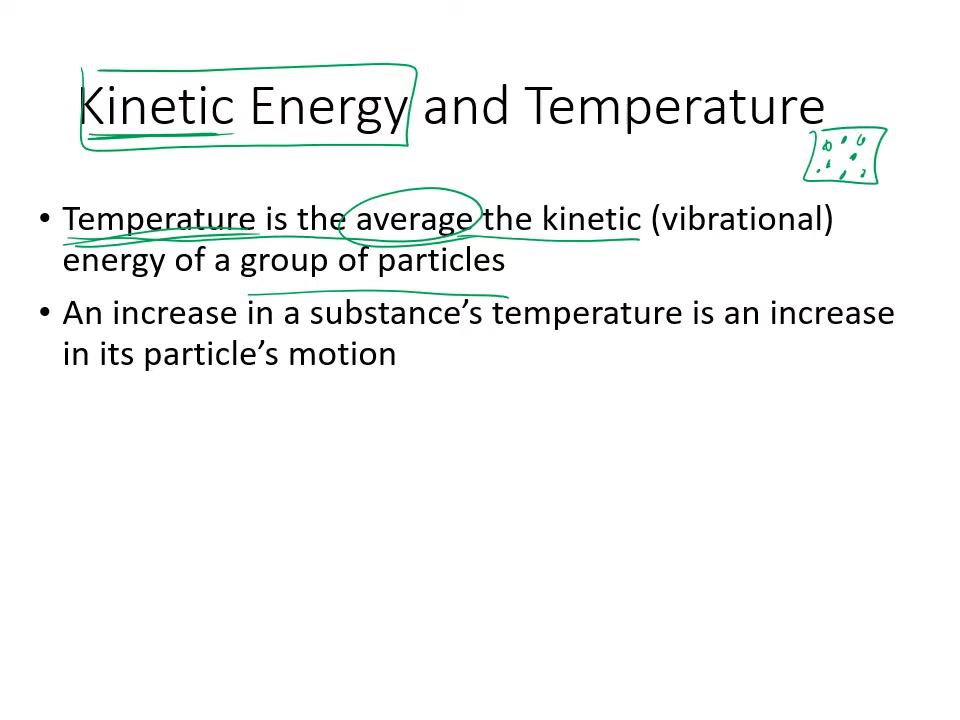 Kinetic Energy and Temperature
• Temperature is the average the kinetic (vibrational)
energy of a group of particles
• An increase in a substance’s temperature is an increase
in its particle’s motion